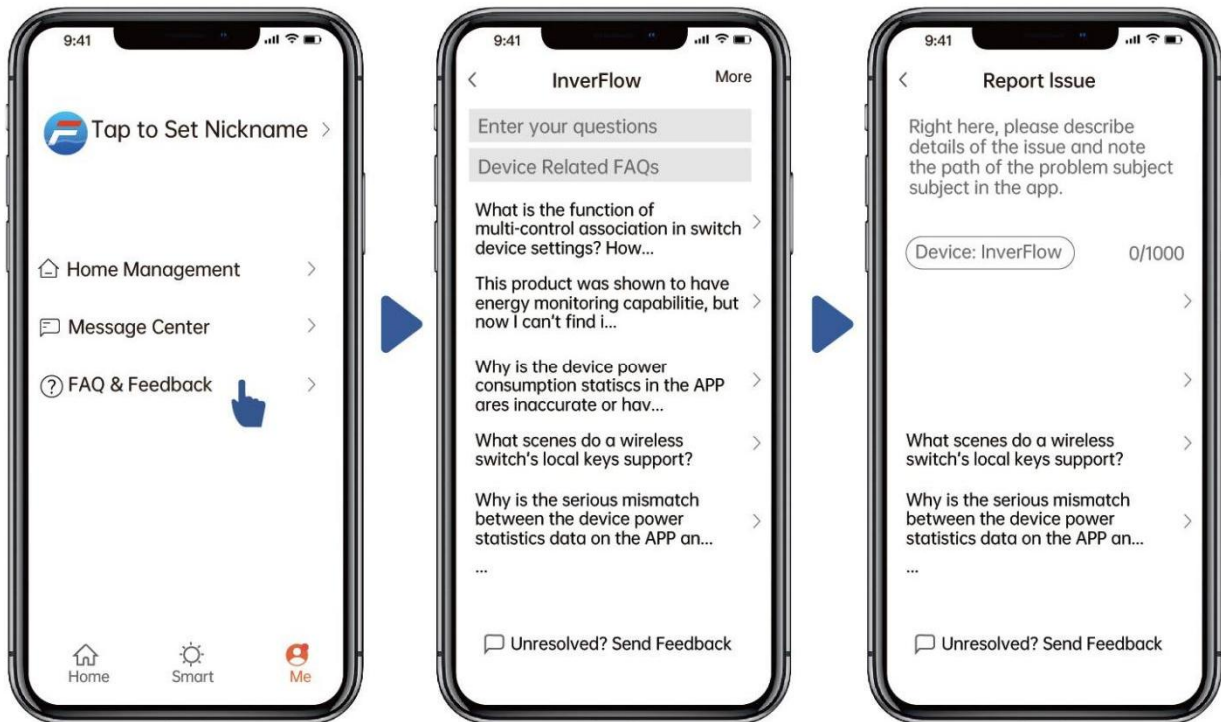 9:41
Tap to Set Nickname
Home Management
Message Center
FAQ & Feedback
Home
Smart
Me
9:41
InverFlow
More
Enter your questions
Device Related FAQs
What is the function of
multi-control association in switch
device settings? How...
This product was shown to have
energy monitoring capabilitie, but
now I can't find i...
Why is the device power
consumption statiscs in the APP
ares inaccurate or hav...
What scenes do a wireless
switch's local keys support?
Why is the serious mismatch
between the device power
statistics data on the APP an...
...
Unresolved? Send Feedback
9:41
Report Issue
Right here, please describe
details of the issue and note
the path of the problem subject
subject in the app.
Device: InverFlow
0/1000
What scenes do a wireless
switch's local keys support?
Why is the serious mismatch
between the device power
statistics data on the APP an...
...
Unresolved? Send Feedback